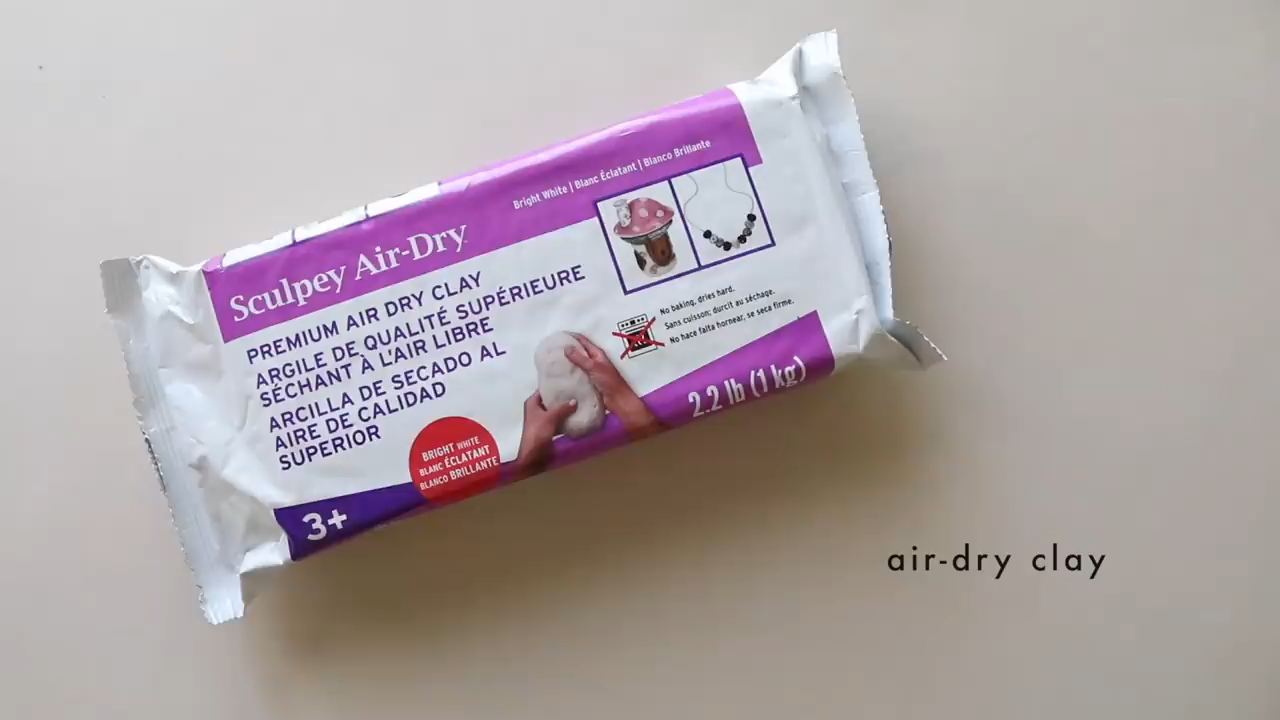 Bright White | Blanc Éclatant | Blanco Brillante
Sculpey Air-Dry
PREMIUM AIR DRY CLAY
ARGILE DE QUALITÉ SUPÉRIEURE
SÉCHANT À L'AIR LIBRE
ARCILLA DE SECADO AL
AIRE DE CALIDAD
SUPERIOR
No baking, dries hard.
Sans cuisson; durcit au séchage.
No hace falta hornear, se seca firme.
2.2 lb (1 kg)
BRIGHT WHITE
BLANC ÉCLATANT
BLANCO BRILLANTE
3+
air-dry clay